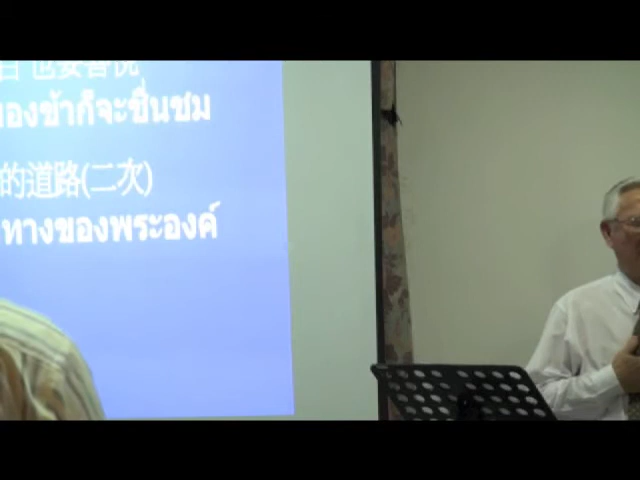 也要喜悅
ของข้าก็จะชื่นชม
的道路(二次)
ทางของพระองค์